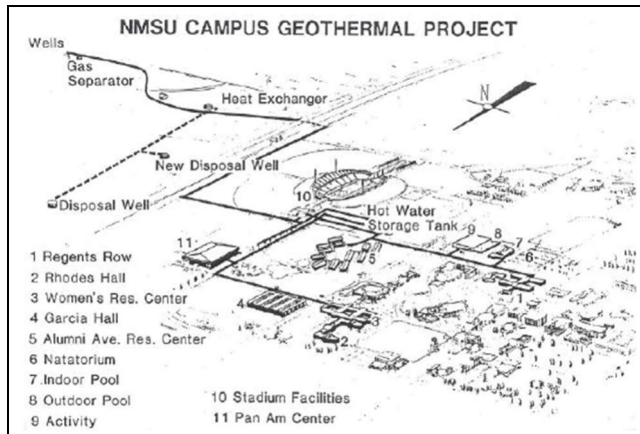 NMSU CAMPUS GEOTHERMAL PROJECT
Wells
Gas
Separator
Heat Exchanger
N
New Disposal Well
Disposal Well
10
Hot Water
Storage Tank
9 8 7
6
11
5
1
4
3
2
1 Regents Row
2 Rhodes Hall
3 Women's Res. Center
4 Garcia Hall
5 Alumni Ave. Res. Center
6 Natatorium
7 Indoor Pool
8 Outdoor Pool
9 Activity
10 Stadium Facilities
11 Pan Am Center